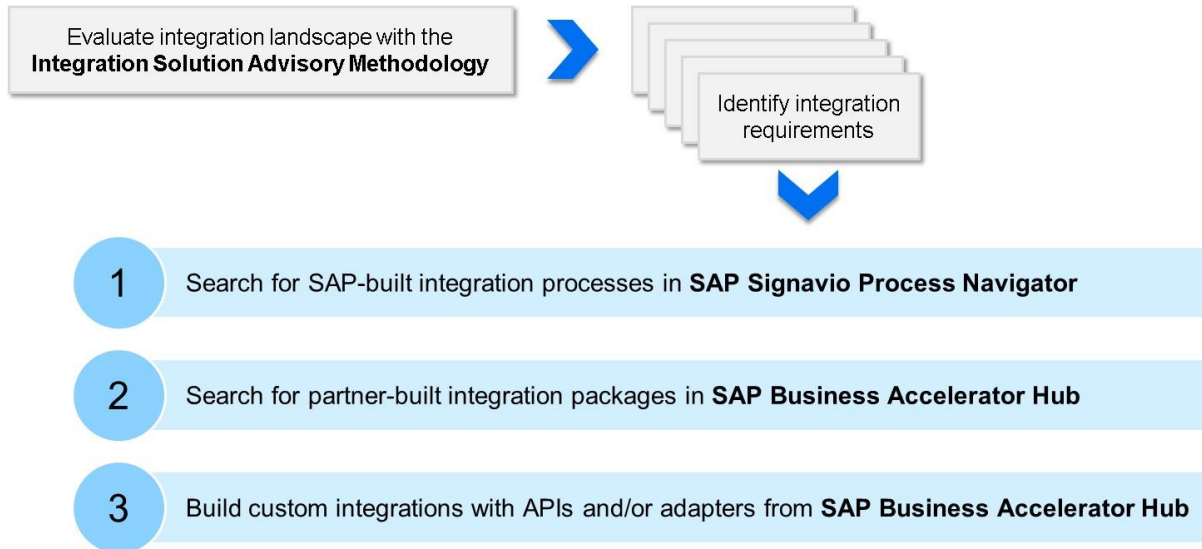 Evaluate integration landscape with the
Integration Solution Advisory Methodology
Identify integration
requirements
1
Search for SAP-built integration processes in SAP Signavio Process Navigator
2
Search for partner-built integration packages in SAP Business Accelerator Hub
3
Build custom integrations with APIs and/or adapters from SAP Business Accelerator Hub